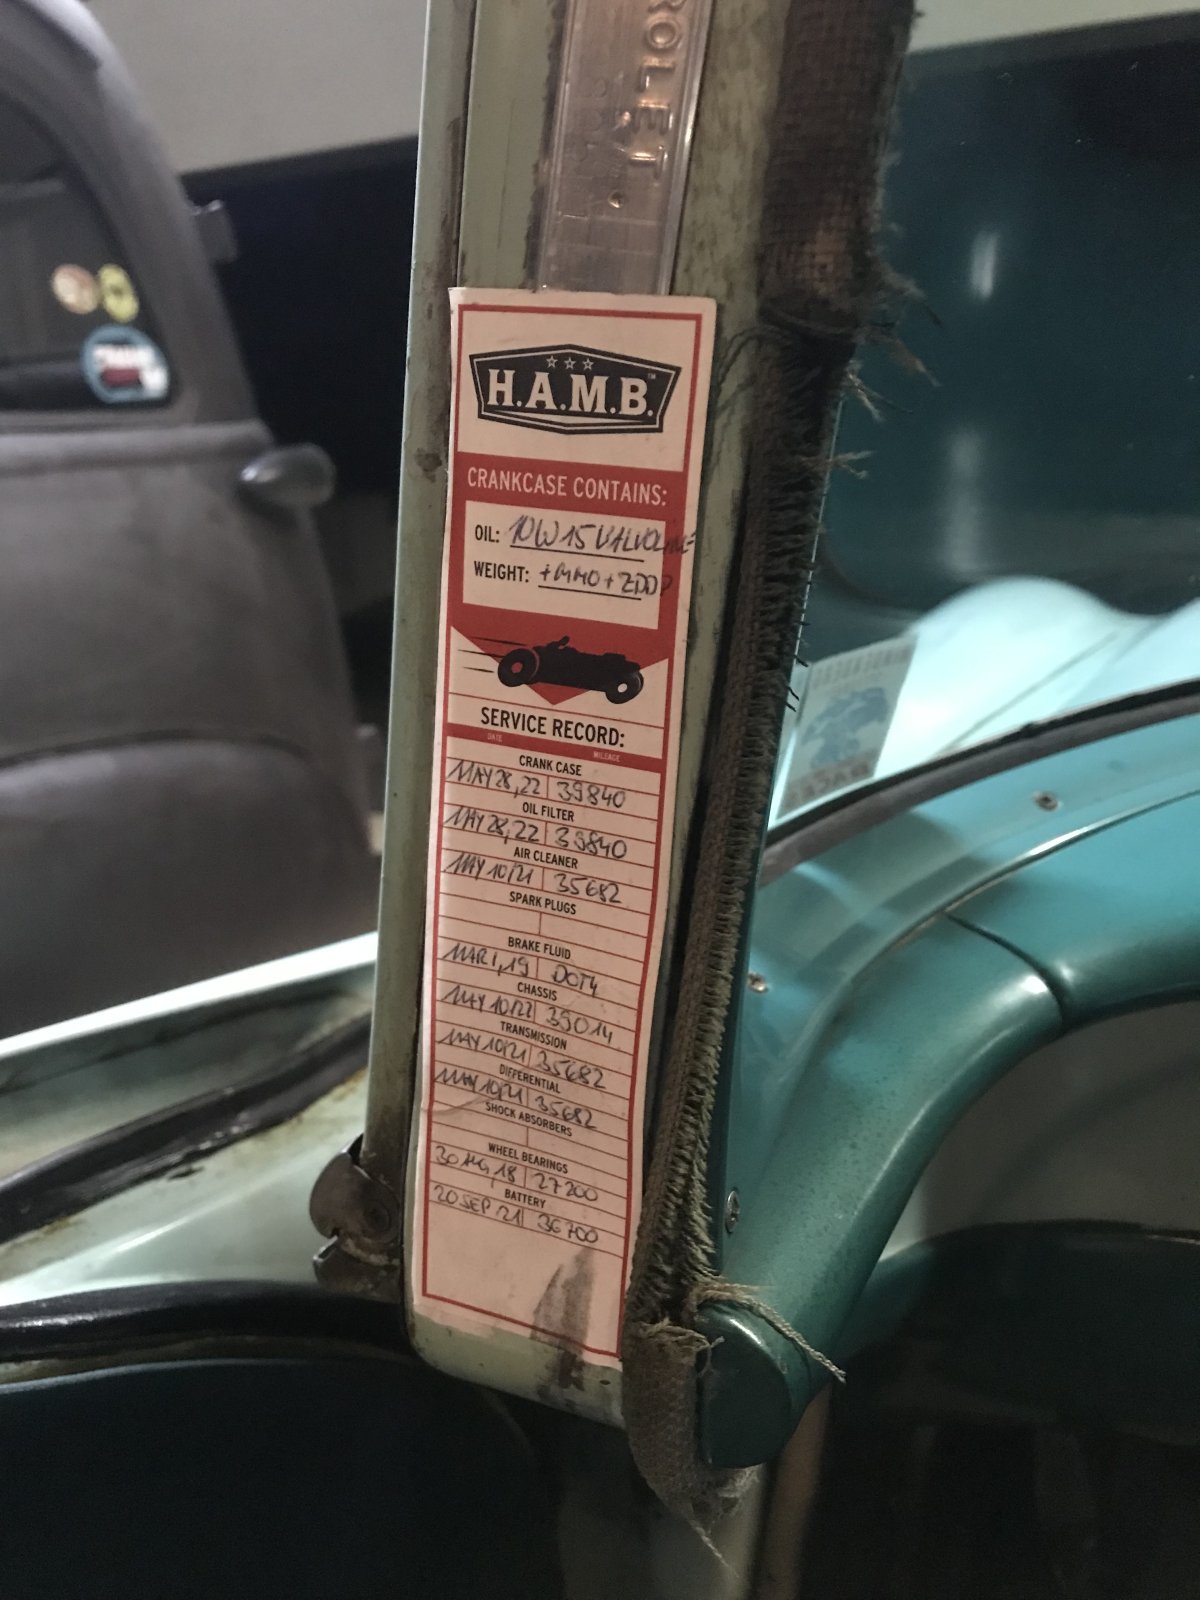 ROLET
H.A.M.B.™
CRANKCASE CONTAINS:
OIL: 10W15 VALVOLINE
WEIGHT: +MMO+ZDDP
SERVICE RECORD:
DATE MILEAGE
CRANK CASE
MAY 28,22 39840
OIL FILTER
MAY 28,22 39840
AIR CLEANER
MAY 10/21 35682
SPARK PLUGS
BRAKE FLUID
MAR 1,19 DOT4
CHASSIS
MAY 10/22 39014
TRANSMISSION
MAY 10/21 35682
DIFFERENTIAL
MAY 10/21 35682
SHOCK ABSORBERS
WHEEL BEARINGS
30 AUG,18 27200
BATTERY
20 SEP 21 36700